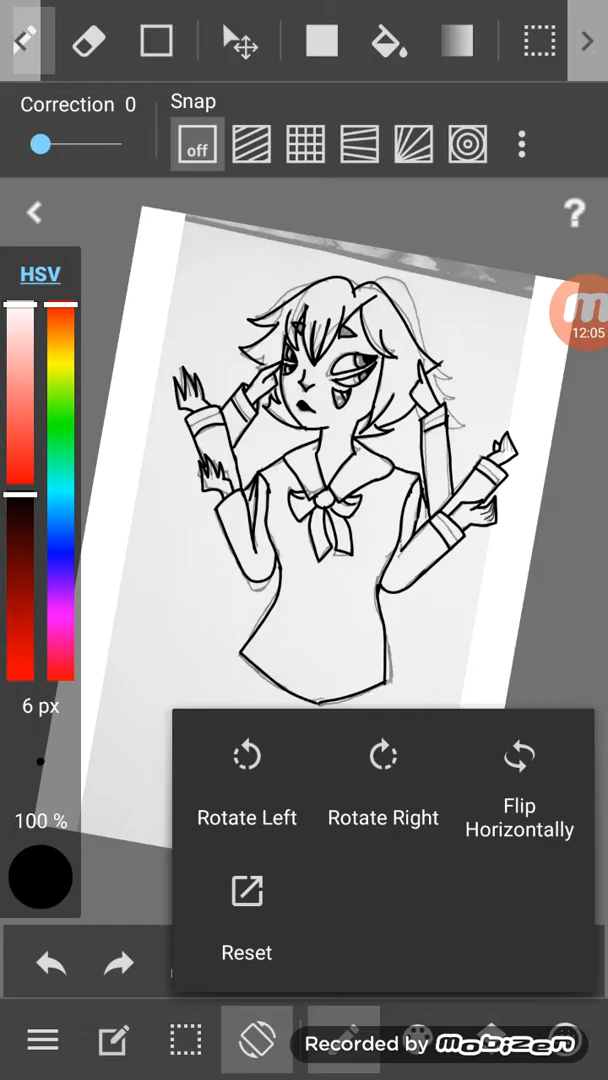 Correction 0
Snap
off
?
HSV
12:05
6 px
100 %
Rotate Left
Rotate Right
Flip
Horizontally
Reset
Recorded by mobizen